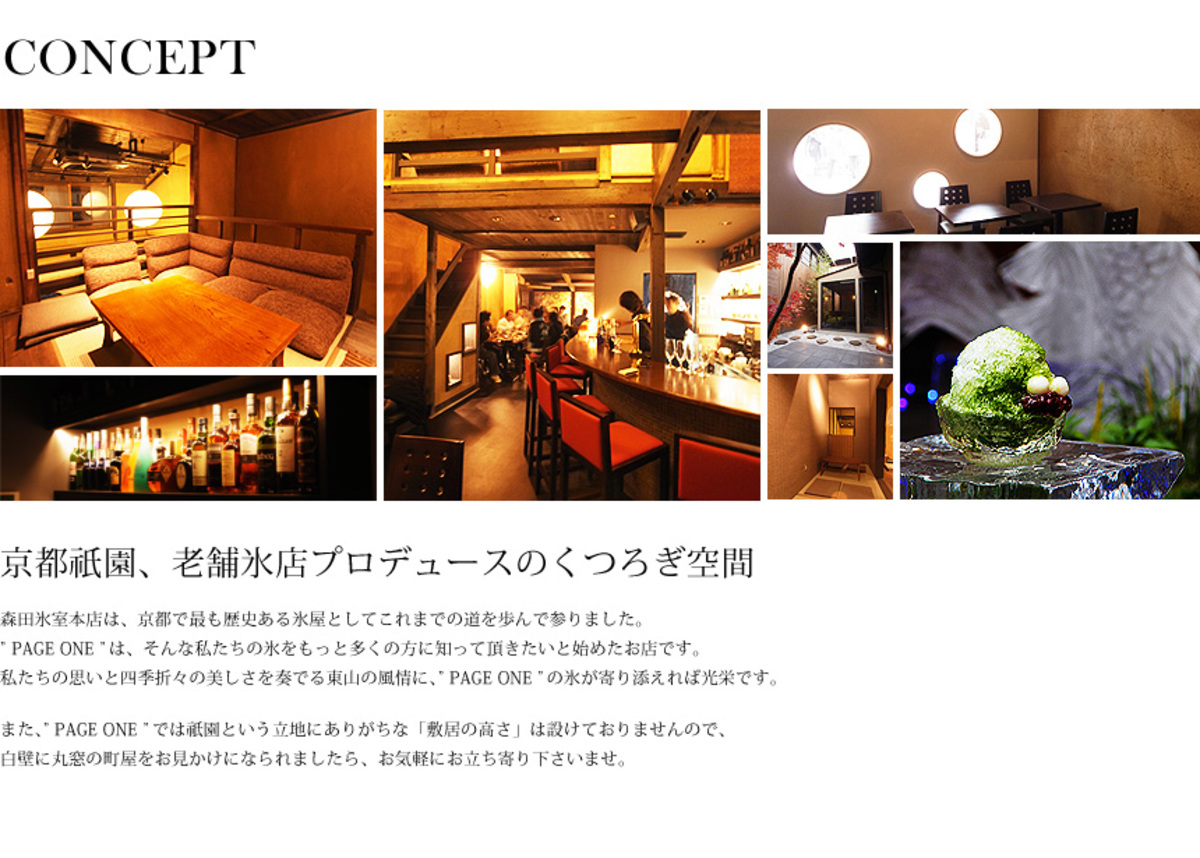 CONCEPT
京都祇園、老舗氷店プロデュースのくつろぎ空間
森田氷室本店は、京都で最も歴史ある氷屋としてこれまでの道を歩んで参りました。
" PAGE ONE " は、そんな私たちの氷をもっと多くの方に知って頂きたいと始めたお店です。
私たちの思いと四季折々の美しさを奏でる東山の風情に、" PAGE ONE " の氷が寄り添えれば光栄です。
また、" PAGE ONE " では祇園という立地にありがちな「敷居の高さ」は設けておりませんので、
白壁に丸窓の町屋をお見かけになられましたら、お気軽にお立ち寄り下さいませ。